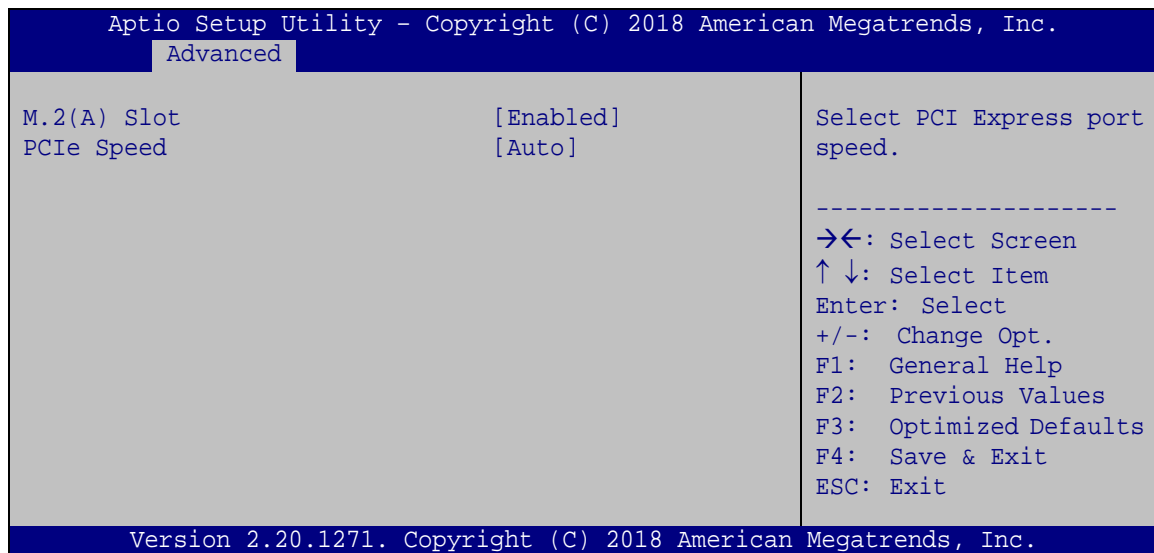 Aptio Setup Utility – Copyright (C) 2018 American Megatrends, Inc.
Advanced
M.2(A) Slot [Enabled]
PCIe Speed [Auto]
Select PCI Express port
speed.
---------------------
→←: Select Screen
↑ ↓: Select Item
Enter: Select
+/-: Change Opt.
F1: General Help
F2: Previous Values
F3: Optimized Defaults
F4: Save & Exit
ESC: Exit
Version 2.20.1271. Copyright (C) 2018 American Megatrends, Inc.